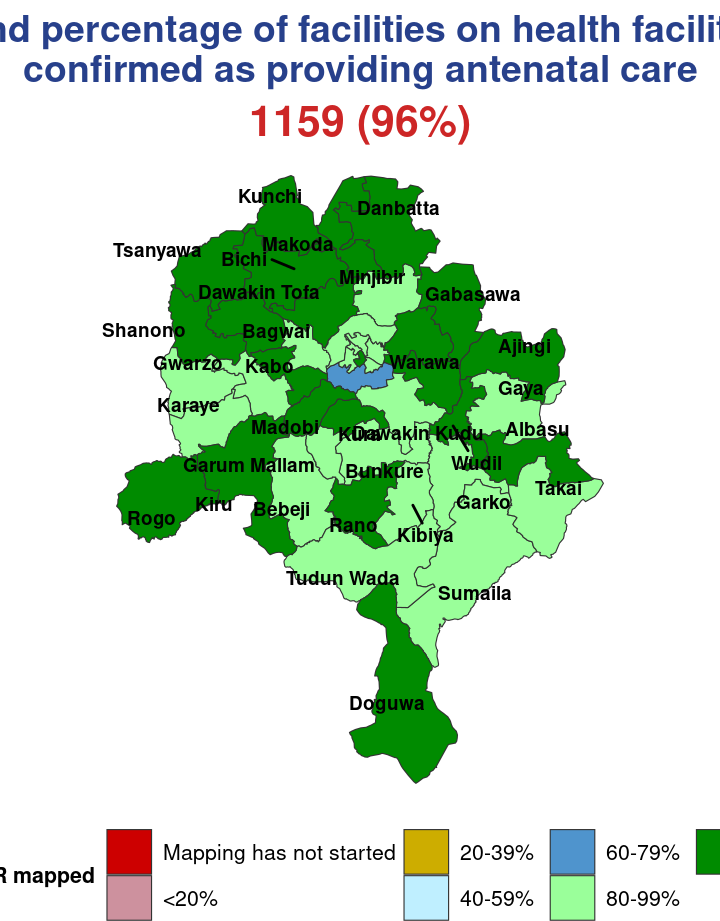 nd percentage of facilities on health facilit
confirmed as providing antenatal care
1159 (96%)
Kunchi
Danbatta
Makoda
Tsanyawa
Bichi
Minjibir
Dawakin Tofa
Gabasawa
Shanono
Bagwai
Ajingi
Gwarzo
Kabo
Warawa
Gaya
Karaye
Madobi
Kura
Dawakin Kudu
Albasu
Garum Mallam
Bunkure
Wudil
Takai
Kiru
Bebeji
Garko
Rogo
Rano
Kibiya
Tudun Wada
Sumaila
Doguwa
R mapped
Mapping has not started
20-39%
60-79%
<20%
40-59%
80-99%